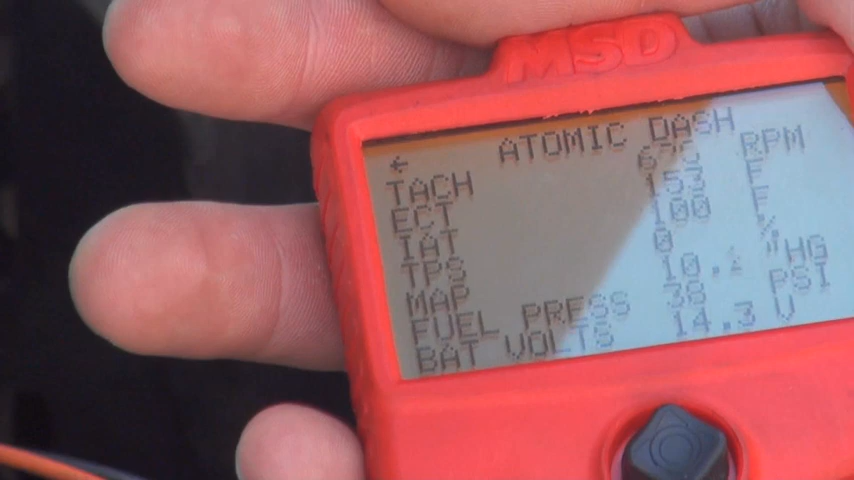 MSD
← ATOMIC DASH
TACH RPM
ECT 153 F
IAT 100 F
TPS 0 %
MAP "HG
FUEL PRESS 38 PSI
BAT VOLTS 14.3 V